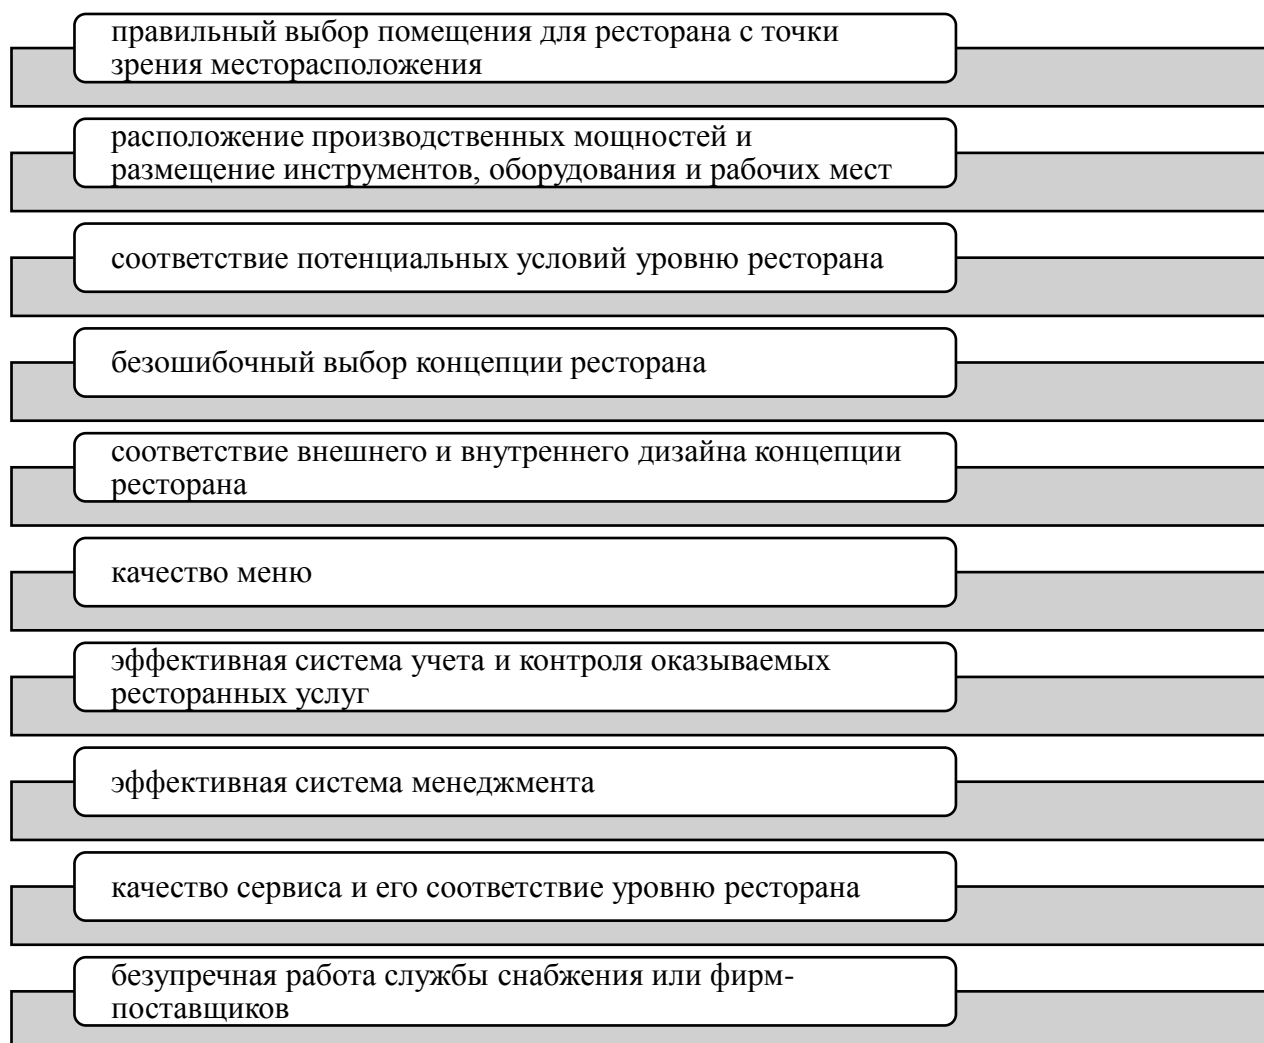 правильный выбор помещения для ресторана с точки
зрения месторасположения
расположение производственных мощностей и
размещение инструментов, оборудования и рабочих мест
соответствие потенциальных условий уровню ресторана
безошибочный выбор концепции ресторана
соответствие внешнего и внутреннего дизайна концепции
ресторана
качество меню
эффективная система учета и контроля оказываемых
ресторанных услуг
эффективная система менеджмента
качество сервиса и его соответствие уровню ресторана
безупречная работа службы снабжения или фирм-
поставщиков